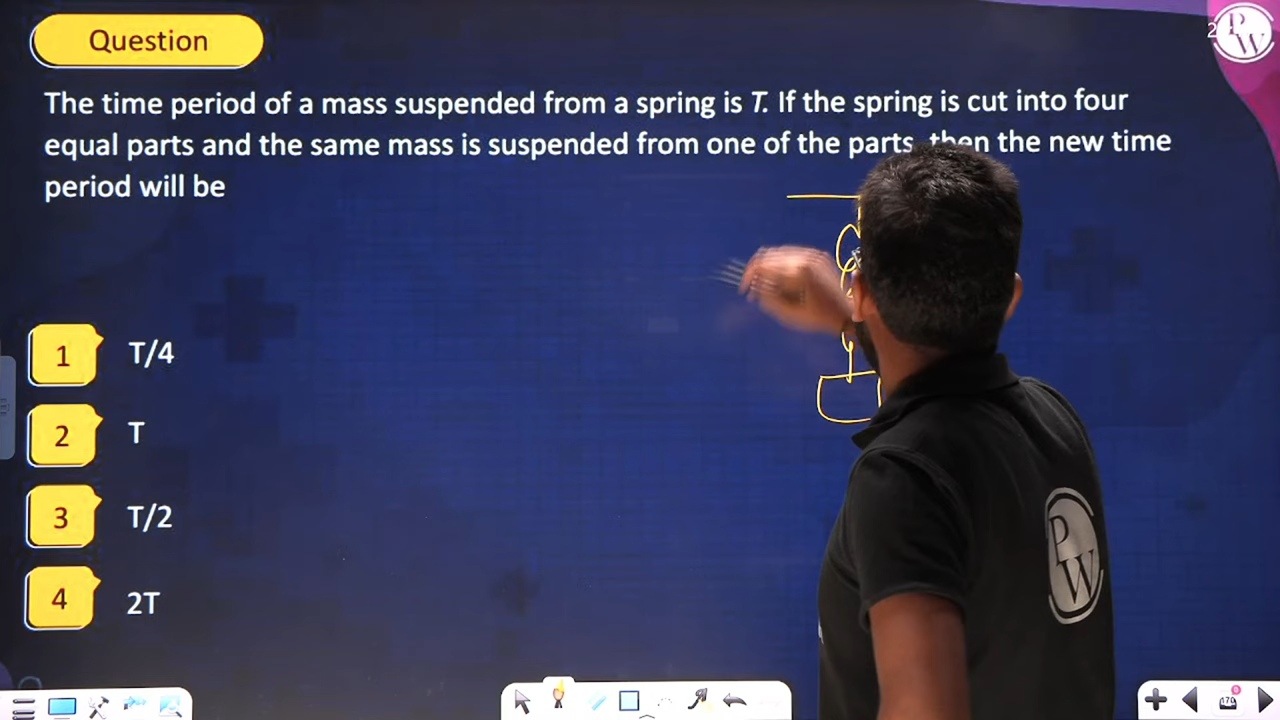 Question
The time period of a mass suspended from a spring is T. If the spring is cut into four
equal parts and the same mass is suspended from one of the parts, then the new time
period will be
1 T/4
2 T
3 T/2
4 2T
P
W
2
P
W